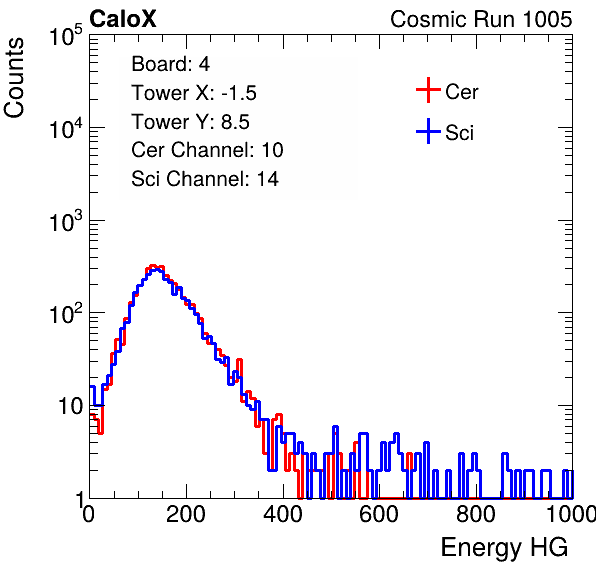 CaloX Cosmic Run 1005
Counts
10^5
10^4
10^3
10^2
10
1
Board: 4
Tower X: -1.5
Tower Y: 8.5
Cer Channel: 10
Sci Channel: 14
Cer
Sci
0 200 400 600 800 1000
Energy HG